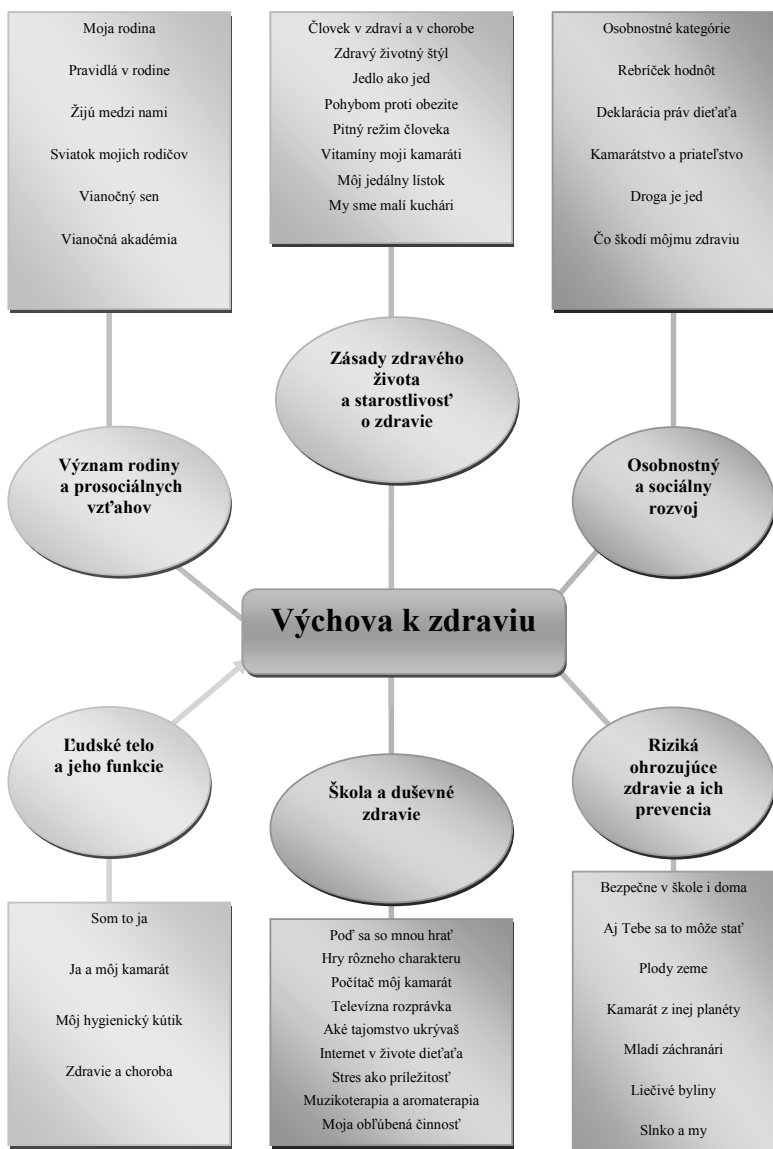 Moja rodina
Pravidlá v rodine
Žijú medzi nami
Sviatok mojich rodičov
Vianočný sen
Vianočná akadémia
Človek v zdraví a v chorobe
Zdravý životný štýl
Jedlo ako jed
Pohybom proti obezite
Pitný režim človeka
Vitamíny moji kamaráti
Môj jedálny lístok
My sme malí kuchári
Osobnostné kategórie
Rebríček hodnôt
Deklarácia práv dieťaťa
Kamarátstvo a priateľstvo
Droga je jed
Čo škodí môjmu zdraviu
Význam rodiny
a prosociálnych
vzťahov
Zásady zdravého
života
a starostlivosť
o zdravie
Osobnostný
a sociálny
rozvoj
Výchova k zdraviu
Ľudské telo
a jeho funkcie
Škola a duševné
zdravie
Riziká
ohrozujúce
zdravie a ich
prevencia
Som to ja
Ja a môj kamarát
Môj hygienický kútik
Zdravie a choroba
Poď sa so mnou hrať
Hry rôzneho charakteru
Počítač môj kamarát
Televízna rozprávka
Aké tajomstvo ukrývaš
Internet v živote dieťaťa
Stres ako príležitosť
Muzikoterapia a aromaterapia
Moja obľúbená činnosť
Bezpečne v škole i doma
Aj Tebe sa to môže stať
Plody zeme
Kamarát z inej planéty
Mladí záchranári
Liečivé byliny
Slnko a my